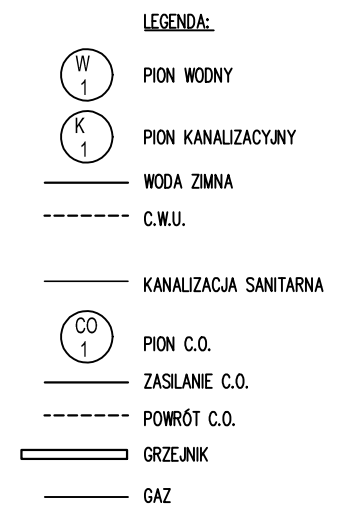 LEGENDA:
W
1
PION WODNY
K
1
PION KANALIZACYJNY
WODA ZIMNA
C.W.U.
KANALIZACJA SANITARNA
CO
1
PION C.O.
ZASILANIE C.O.
POWRÓT C.O.
GRZEJNIK
GAZ